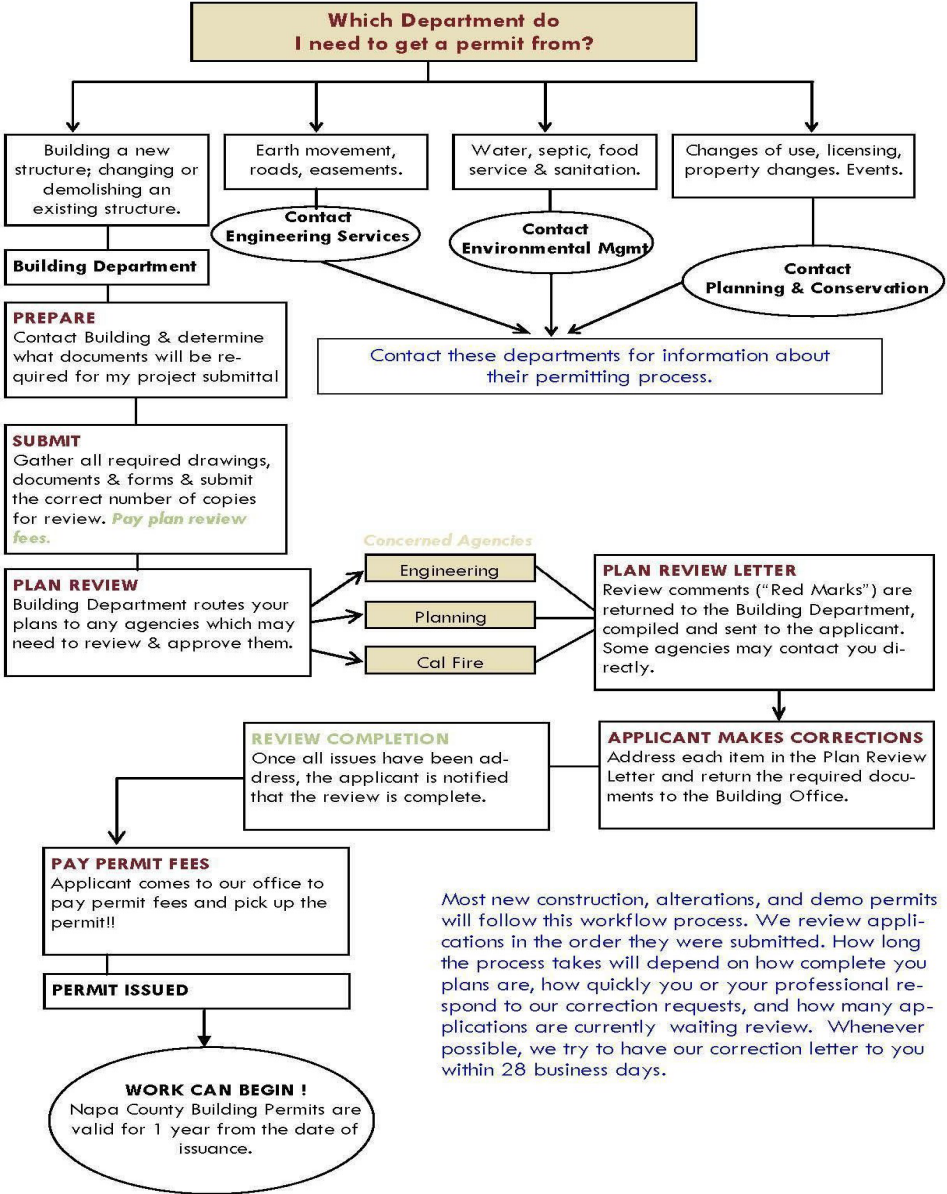 Which Department do
I need to get a permit from?
Building a new
structure; changing or
demolishing an
existing structure.
Earth movement,
roads, easements.
Water, septic, food
service & sanitation.
Changes of use, licensing,
property changes. Events.
Contact
Engineering Services
Contact
Environmental Mgmt
Contact
Planning & Conservation
Building Department
Contact these departments for information about
their permitting process.
PREPARE
Contact Building & determine
what documents will be re-
quired for my project submittal
SUBMIT
Gather all required drawings,
documents & forms & submit
the correct number of copies
for review. Pay plan review
fees.
PLAN REVIEW
Building Department routes your
plans to any agencies which may
need to review & approve them.
Concerned Agencies
Engineering
Planning
Cal Fire
PLAN REVIEW LETTER
Review comments (“Red Marks”) are
returned to the Building Department,
compiled and sent to the applicant.
Some agencies may contact you di-
rectly.
APPLICANT MAKES CORRECTIONS
Address each item in the Plan Review
Letter and return the required docu-
ments to the Building Office.
REVIEW COMPLETION
Once all issues have been ad-
dress, the applicant is notified
that the review is complete.
PAY PERMIT FEES
Applicant comes to our office to
pay permit fees and pick up the
permit!!
PERMIT ISSUED
WORK CAN BEGIN !
Napa County Building Permits are
valid for 1 year from the date of
issuance.
Most new construction, alterations, and demo permits
will follow this workflow process. We review appli-
cations in the order they were submitted. How long
the process takes will depend on how complete you
plans are, how quickly you or your professional re-
spond to our correction requests, and how many ap-
plications are currently waiting review. Whenever
possible, we try to have our correction letter to you
within 28 business days.